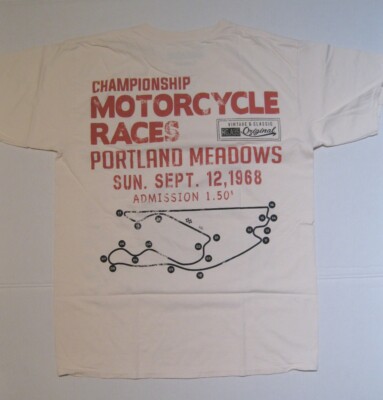 CHAMPIONSHIP
MOTORCYCLE
RACES
VINTAGE & CLASSIC
Original
PORTLAND MEADOWS
SUN. SEPT. 12,1968
ADMISSION 1.50¢